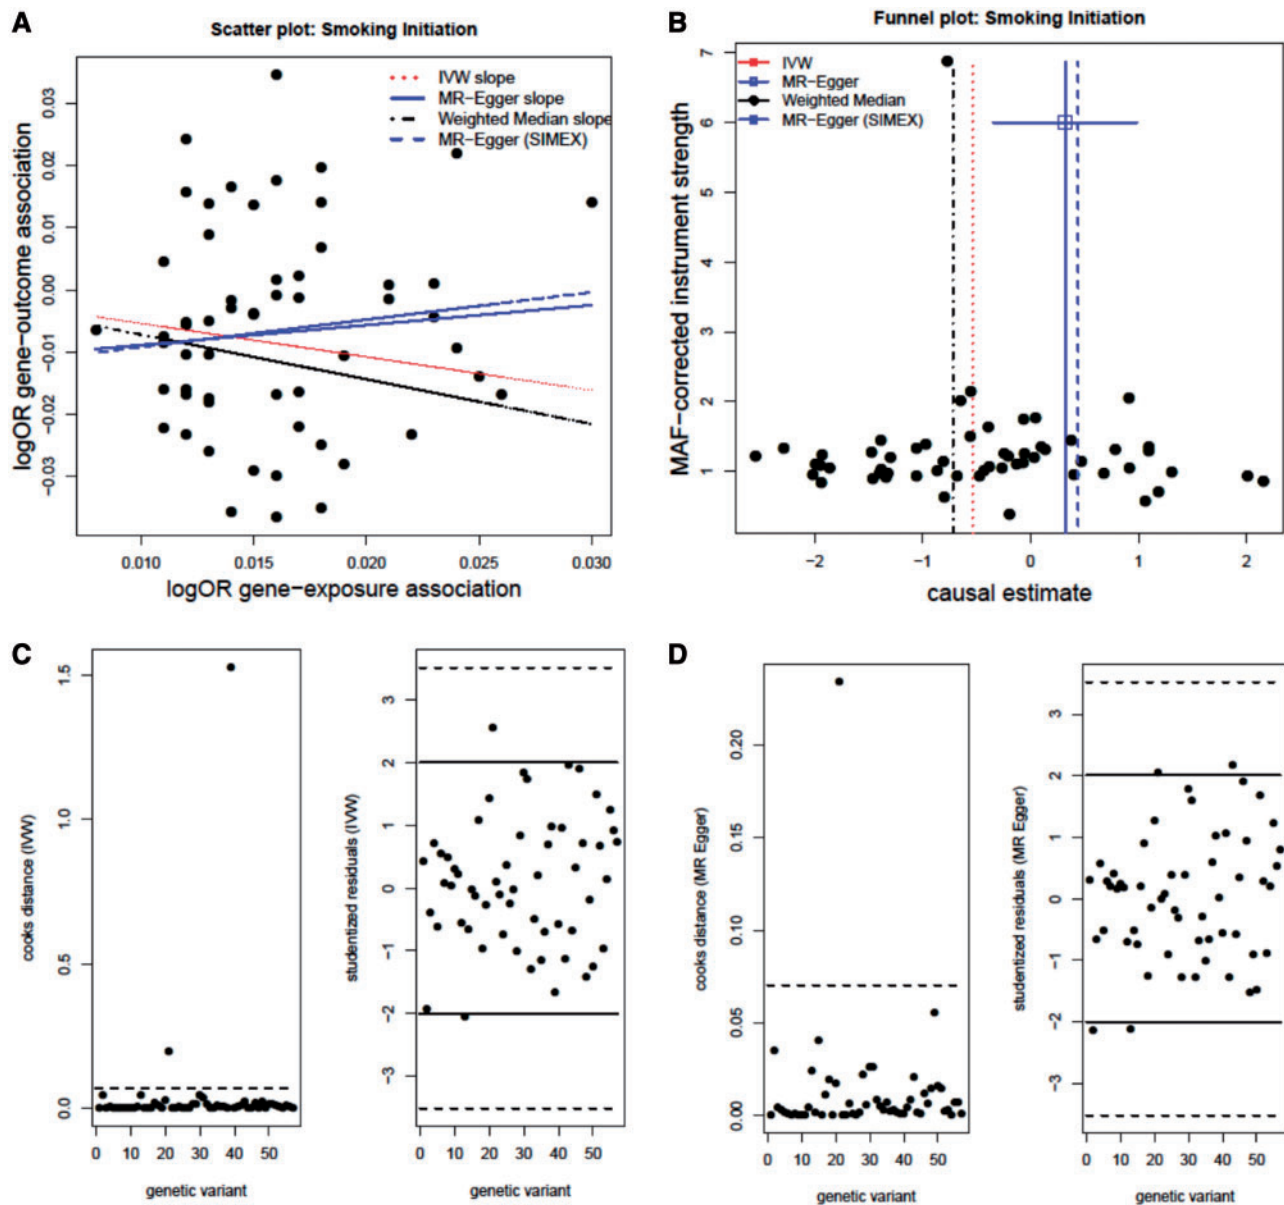 A
Scatter plot: Smoking Initiation
IVW slope
MR−Egger slope
Weighted Median slope
MR−Egger (SIMEX)
logOR gene−outcome association
0.03
0.02
0.01
0.00
−0.01
−0.02
−0.03
0.010 0.015 0.020 0.025 0.030
logOR gene−exposure association
B
Funnel plot: Smoking Initiation
IVW
MR−Egger
Weighted Median
MR−Egger (SIMEX)
MAF−corrected instrument strength
7
6
5
4
3
2
1
−2 −1 0 1 2
causal estimate
C
cooks distance (IVW)
1.5
1.0
0.5
0.0
0 10 20 30 40 50
genetic variant
studentized residuals (IVW)
3
2
1
0
−1
−2
−3
0 10 20 30 40 50
genetic variant
D
cooks distance (MR Egger)
0.20
0.15
0.10
0.05
0.00
0 10 20 30 40 50
genetic variant
studentized residuals (MR Egger)
3
2
1
0
−1
−2
−3
0 10 20 30 40 50
genetic variant